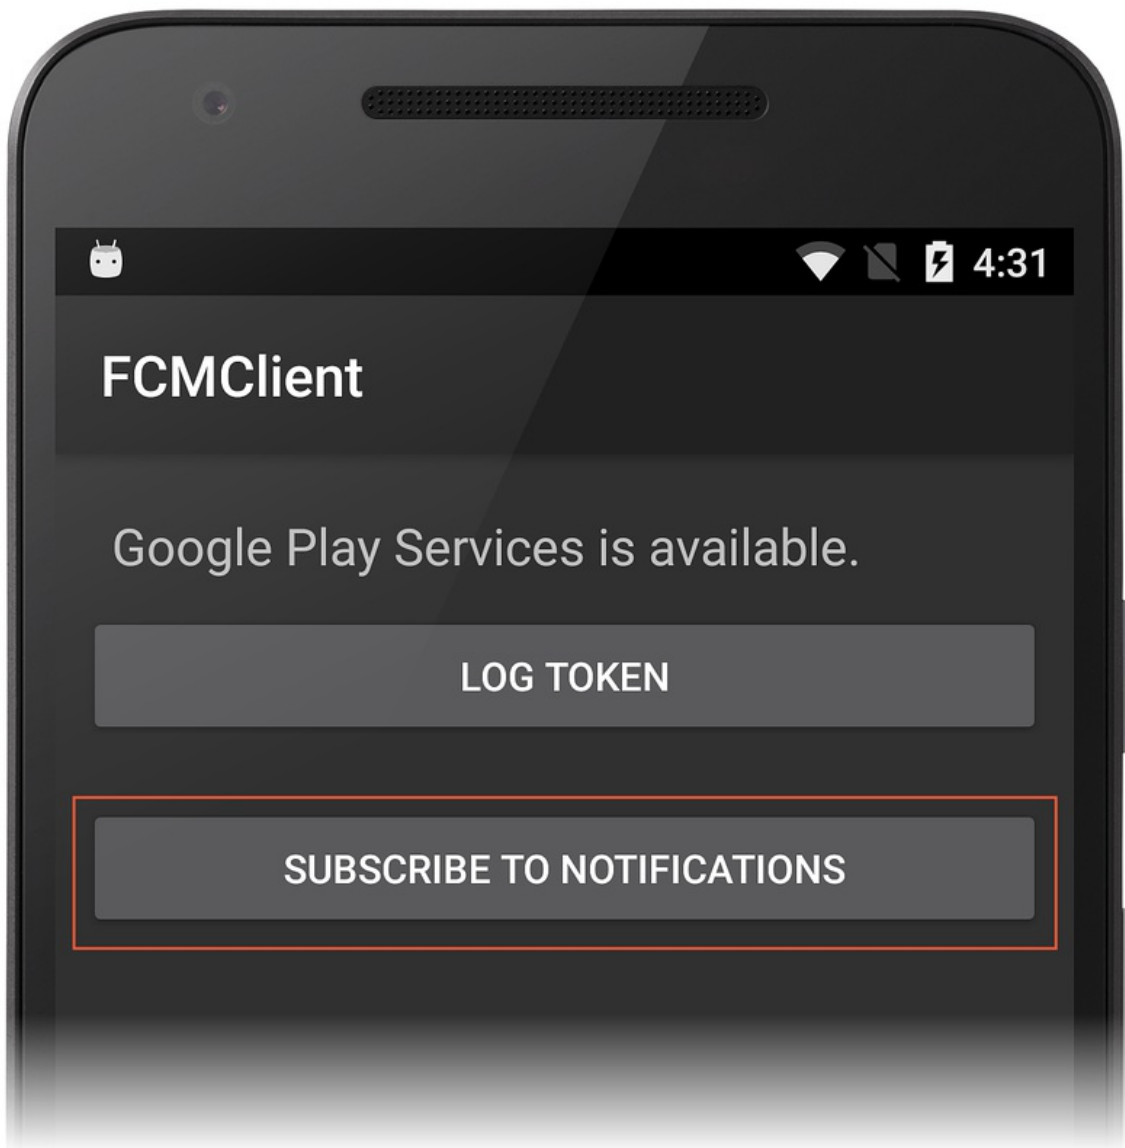 4:31
FCMClient
Google Play Services is available.
LOG TOKEN
SUBSCRIBE TO NOTIFICATIONS